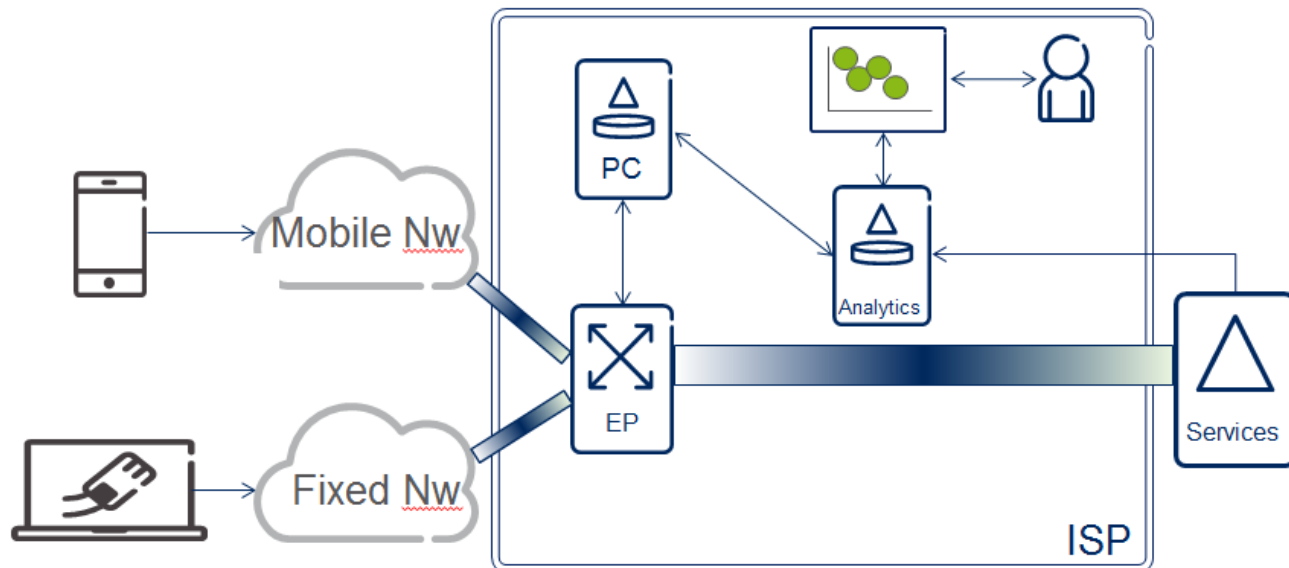 PC
Mobile Nw
Analytics
EP
Services
Fixed Nw
ISP